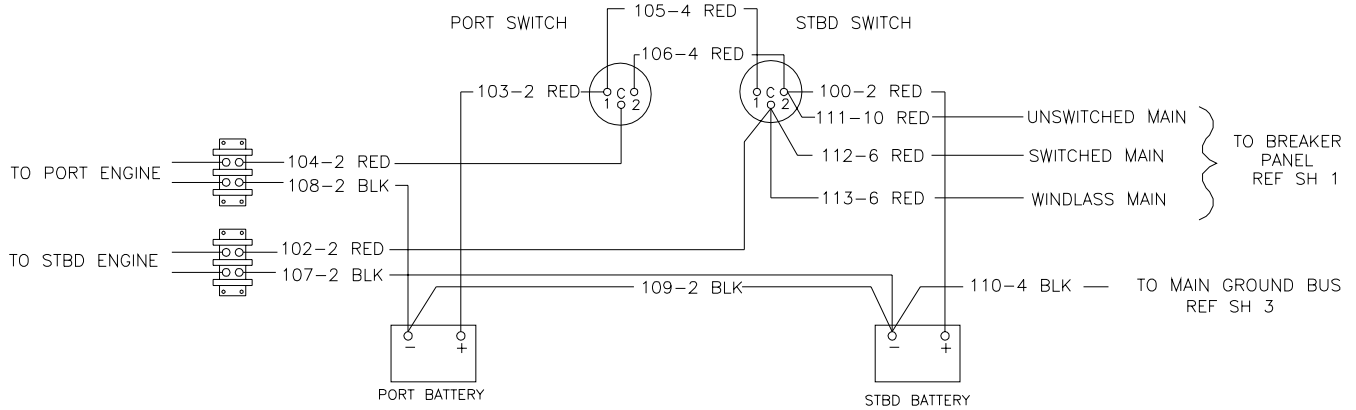 105-4 RED
PORT SWITCH
STBD SWITCH
106-4 RED
103-2 RED
1 C 2
1 C 2
100-2 RED
111-10 RED
UNSWITCHED MAIN
104-2 RED
112-6 RED
SWITCHED MAIN
TO BREAKER
PANEL
REF SH 1
TO PORT ENGINE
108-2 BLK
113-6 RED
WINDLASS MAIN
102-2 RED
TO STBD ENGINE
107-2 BLK
109-2 BLK
110-4 BLK
TO MAIN GROUND BUS
REF SH 3
- +
- +
PORT BATTERY
STBD BATTERY